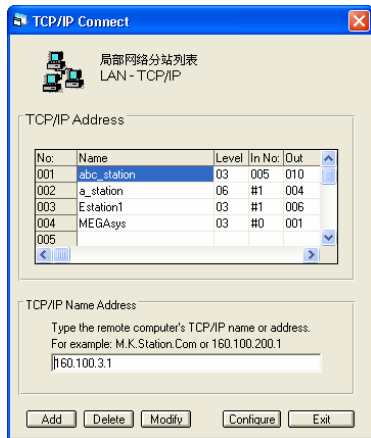 TCP/IP Connect
局部网络分站列表
LAN - TCP/IP
TCP/IP Address
No: Name Level In No: Out
001 abc_station 03 005 010
002 a_station 06 #1 004
003 Estation1 03 #1 006
004 MEGAsys 03 #0 001
005
TCP/IP Name Address
Type the remote computer's TCP/IP name or address.
For example: M.K.Station.Com or 160.100.200.1
160.100.3.1
Add Delete Modify Configure Exit